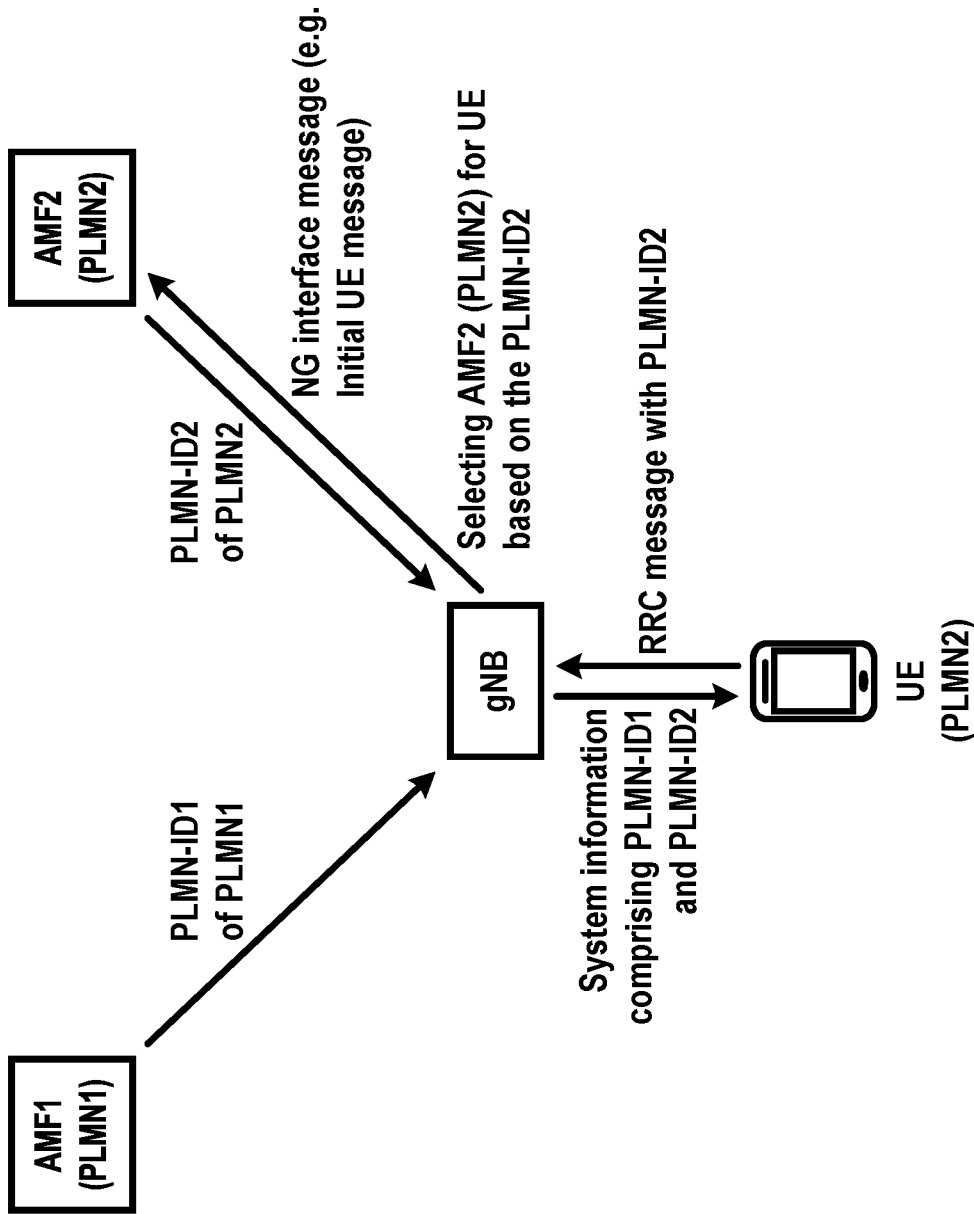 AMF1
(PLMN1)
AMF2
(PLMN2)
PLMN-ID1
of PLMN1
PLMN-ID2
of PLMN2
NG interface message (e.g.
Initial UE message)
gNB
Selecting AMF2 (PLMN2) for UE
based on the PLMN-ID2
System information
comprising PLMN-ID1
and PLMN-ID2
RRC message with PLMN-ID2
UE
(PLMN2)